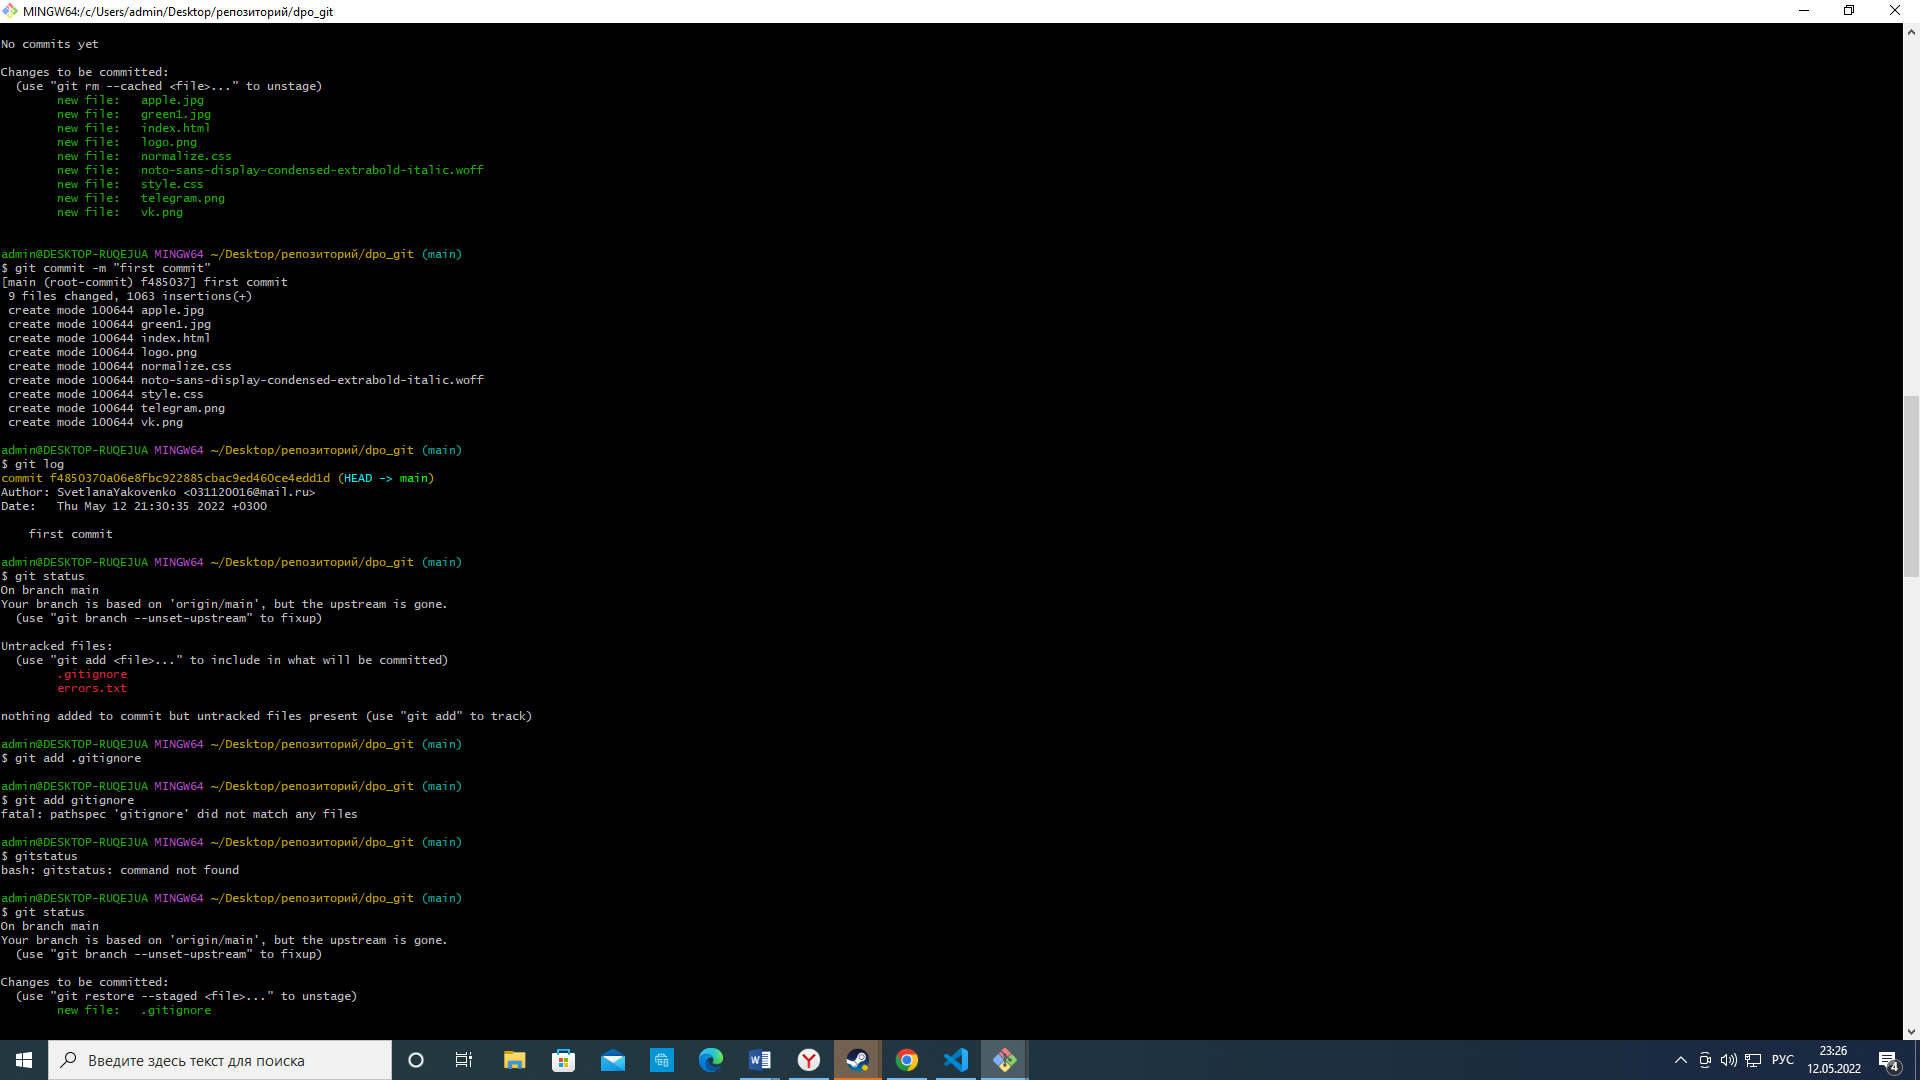 MINGW64:/c/Users/admin/Desktop/репозиторий/dpo_git
No commits yet
Changes to be committed:
  (use "git rm --cached <file>..." to unstage)
        new file:   apple.jpg
        new file:   green1.jpg
        new file:   index.html
        new file:   logo.png
        new file:   normalize.css
        new file:   noto-sans-display-condensed-extrabold-italic.woff
        new file:   style.css
        new file:   telegram.png
        new file:   vk.png
admin@DESKTOP-RUQEJUA MINGW64 ~/Desktop/репозиторий/dpo_git (main)
$ git commit -m "first commit"
[main (root-commit) f485037] first commit
 9 files changed, 1063 insertions(+)
 create mode 100644 apple.jpg
 create mode 100644 green1.jpg
 create mode 100644 index.html
 create mode 100644 logo.png
 create mode 100644 normalize.css
 create mode 100644 noto-sans-display-condensed-extrabold-italic.woff
 create mode 100644 style.css
 create mode 100644 telegram.png
 create mode 100644 vk.png
admin@DESKTOP-RUQEJUA MINGW64 ~/Desktop/репозиторий/dpo_git (main)
$ git log
commit f4850370a06e8fbc922885cbac9ed460ce4edd1d (HEAD -> main)
Author: SvetlanaYakovenko <031120016@mail.ru>
Date:   Thu May 12 21:30:35 2022 +0300
    first commit
admin@DESKTOP-RUQEJUA MINGW64 ~/Desktop/репозиторий/dpo_git (main)
$ git status
On branch main
Your branch is based on 'origin/main', but the upstream is gone.
  (use "git branch --unset-upstream" to fixup)
Untracked files:
  (use "git add <file>..." to include in what will be committed)
        .gitignore
        errors.txt
nothing added to commit but untracked files present (use "git add" to track)
admin@DESKTOP-RUQEJUA MINGW64 ~/Desktop/репозиторий/dpo_git (main)
$ git add .gitignore
admin@DESKTOP-RUQEJUA MINGW64 ~/Desktop/репозиторий/dpo_git (main)
$ git add gitignore
fatal: pathspec 'gitignore' did not match any files
admin@DESKTOP-RUQEJUA MINGW64 ~/Desktop/репозиторий/dpo_git (main)
$ gitstatus
bash: gitstatus: command not found
admin@DESKTOP-RUQEJUA MINGW64 ~/Desktop/репозиторий/dpo_git (main)
$ git status
On branch main
Your branch is based on 'origin/main', but the upstream is gone.
  (use "git branch --unset-upstream" to fixup)
Changes to be committed:
  (use "git restore --staged <file>..." to unstage)
        new file:   .gitignore
Введите здесь текст для поиска
РУС
23:26
12.05.2022
4